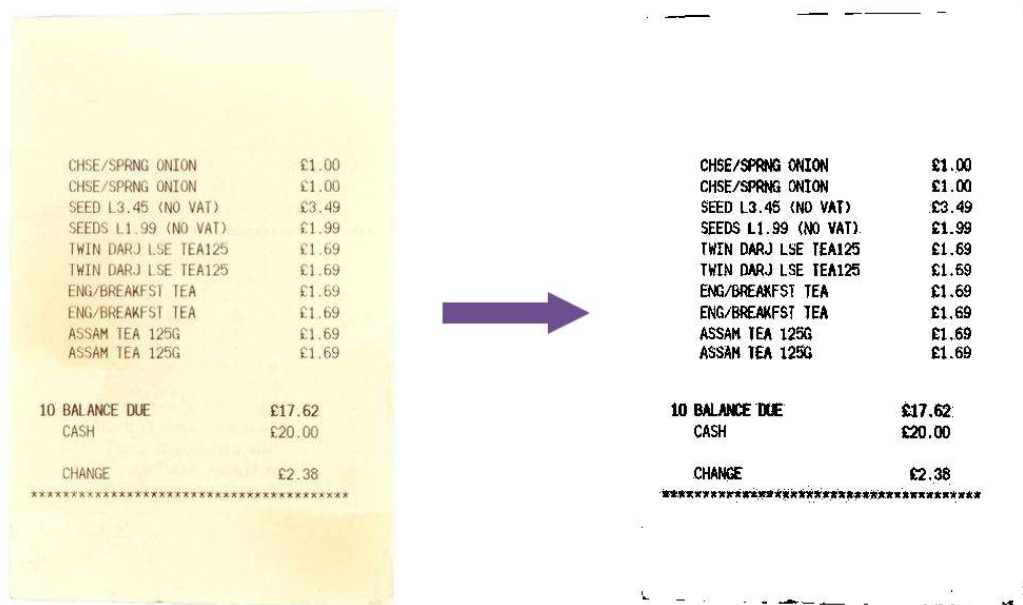 CHSE/SPRNG ONION £1.00
CHSE/SPRNG ONION £1.00
SEED L3.45 (NO VAT) £3.49
SEEDS L1.99 (NO VAT) £1.99
TWIN DARJ LSE TEA125 £1.69
TWIN DARJ LSE TEA125 £1.69
ENG/BREAKFST TEA £1.69
ENG/BREAKFST TEA £1.69
ASSAM TEA 125G £1.69
ASSAM TEA 125G £1.69
10 BALANCE DUE £17.62
CASH £20.00
CHANGE £2.38
****************************************
CHSE/SPRNG ONION £1.00
CHSE/SPRNG ONION £1.00
SEED L3.45 (NO VAT) £3.49
SEEDS L1.99 (NO VAT) £1.99
TWIN DARJ LSE TEA125 £1.69
TWIN DARJ LSE TEA125 £1.69
ENG/BREAKFST TEA £1.69
ENG/BREAKFST TEA £1.69
ASSAM TEA 125G £1.69
ASSAM TEA 125G £1.69
10 BALANCE DUE £17.62
CASH £20.00
CHANGE £2.38
****************************************